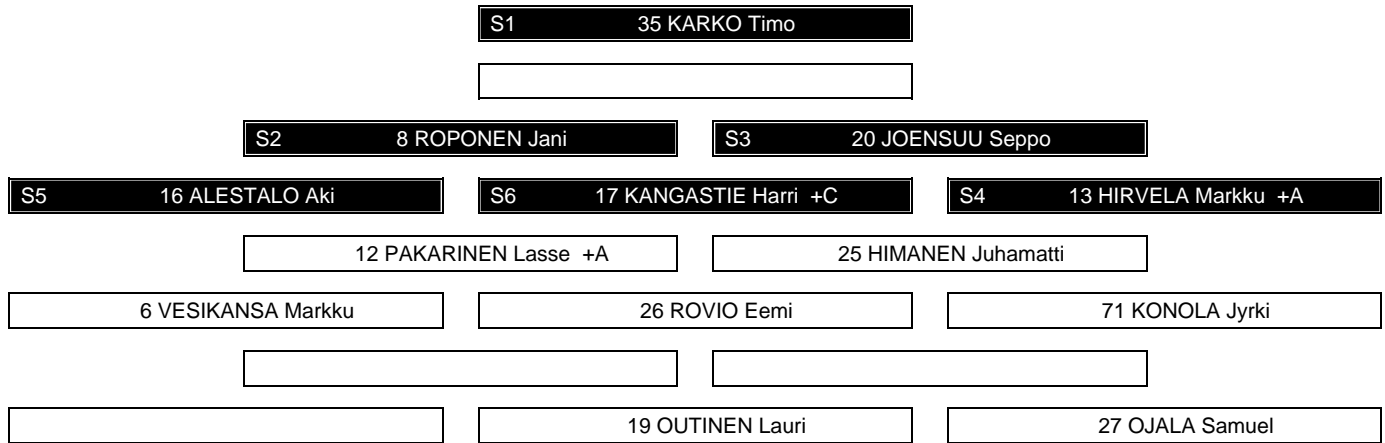 S1 35 KARKO Timo
S2 8 ROPONEN Jani S3 20 JOENSUU Seppo
S5 16 ALESTALO Aki S6 17 KANGASTIE Harri +C S4 13 HIRVELA Markku +A
12 PAKARINEN Lasse +A 25 HIMANEN Juhamatti
6 VESIKANSA Markku 26 ROVIO Eemi 71 KONOLA Jyrki
19 OUTINEN Lauri 27 OJALA Samuel